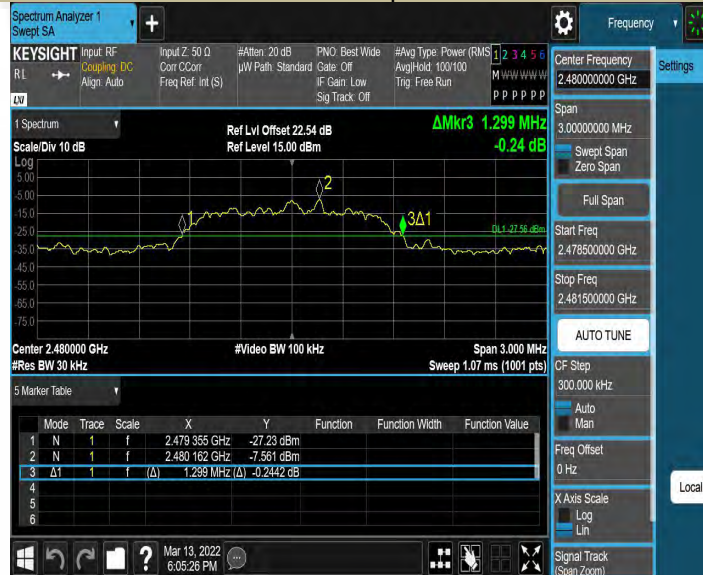 Spectrum Analyzer 1
Swept SA
Frequency
KEYSIGHT
R L
LXI
Input: RF
Coupling: DC
Align: Auto
Input Z: 50 Ω
Corr CCorr
Freq Ref: Int (S)
#Atten: 20 dB
µW Path: Standard
PNO: Best Wide
Gate: Off
IF Gain: Low
Sig Track: Off
#Avg Type: Power (RMS
Avg|Hold: 100/100
Trig: Free Run
1 2 3 4 5 6
M W W W W W
P P P P P P
1 Spectrum
Scale/Div 10 dB
Ref Lvl Offset 22.54 dB
Ref Level 15.00 dBm
ΔMkr3 1.299 MHz
-0.24 dB
Log
5.00
-5.00
-15.0
-25.0
-35.0
-45.0
-55.0
-65.0
-75.0
1
2
3Δ1
DL1 -27.56 dBm
Center 2.480000 GHz
#Video BW 100 kHz
Span 3.000 MHz
#Res BW 30 kHz
Sweep 1.07 ms (1001 pts)
5 Marker Table
Mode Trace Scale X Y Function Function Width Function Value
1 N 1 f 2.479 355 GHz -27.23 dBm
2 N 1 f 2.480 162 GHz -7.561 dBm
3 Δ1 1 f (Δ) 1.299 MHz (Δ) -0.2442 dB
4
5
6
Mar 13, 2022
6:05:26 PM
Center Frequency
2.480000000 GHz
Span
3.00000000 MHz
Swept Span
Zero Span
Full Span
Start Freq
2.478500000 GHz
Stop Freq
2.481500000 GHz
AUTO TUNE
CF Step
300.000 kHz
Auto
Man
Freq Offset
0 Hz
X Axis Scale
Log
Lin
Signal Track
(Span Zoom)
Settings
Local